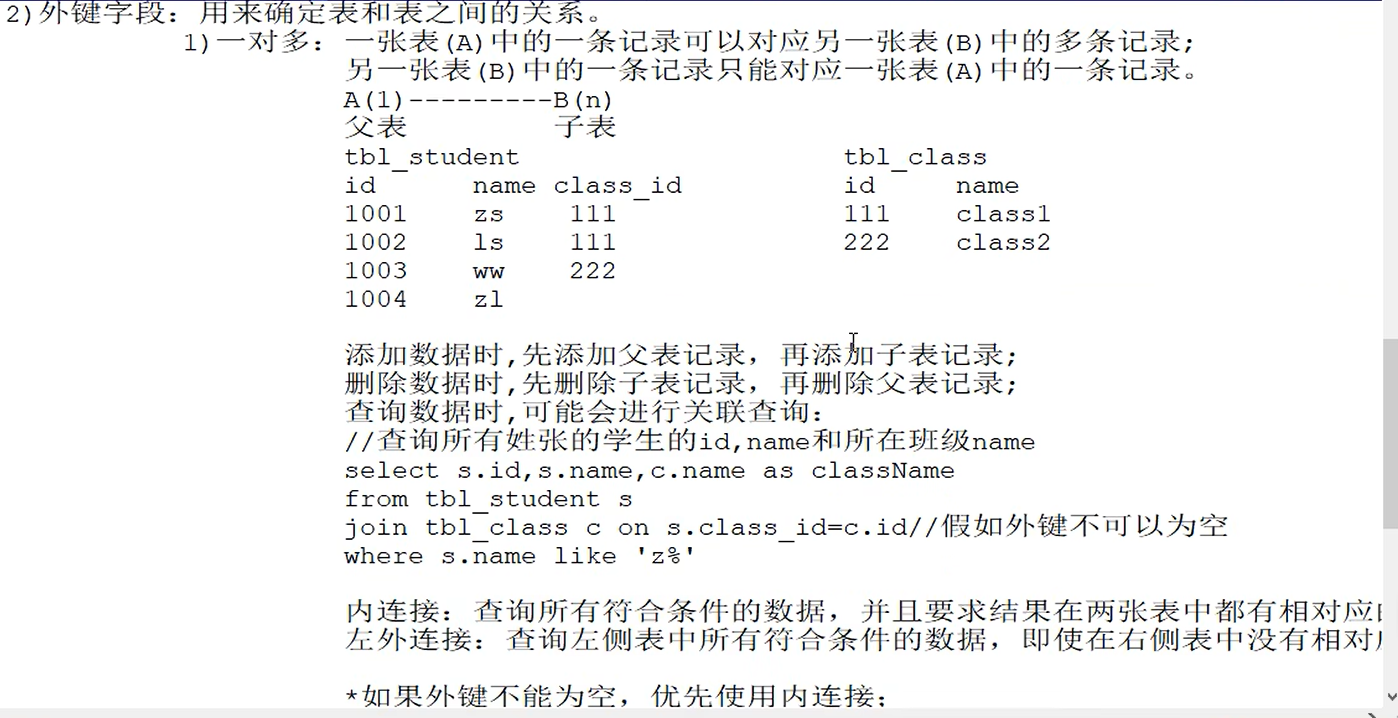 2)外键字段：用来确定表和表之间的关系。
1)一对多：一张表(A)中的一条记录可以对应另一张表(B)中的多条记录;
另一张表(B)中的一条记录只能对应一张表(A)中的一条记录。
A(1)---------B(n)
父表 子表
tbl_student tbl_class
id name class_id id name
1001 zs 111 111 class1
1002 ls 111 222 class2
1003 ww 222
1004 zl
添加数据时,先添加父表记录，再添加子表记录;
删除数据时,先删除子表记录，再删除父表记录;
查询数据时,可能会进行关联查询：
//查询所有姓张的学生的id,name和所在班级name
select s.id,s.name,c.name as className
from tbl_student s
join tbl_class c on s.class_id=c.id//假如外键不可以为空
where s.name like 'z%'
内连接：查询所有符合条件的数据，并且要求结果在两张表中都有相对应
左外连接：查询左侧表中所有符合条件的数据，即使在右侧表中没有相对
*如果外键不能为空，优先使用内连接;